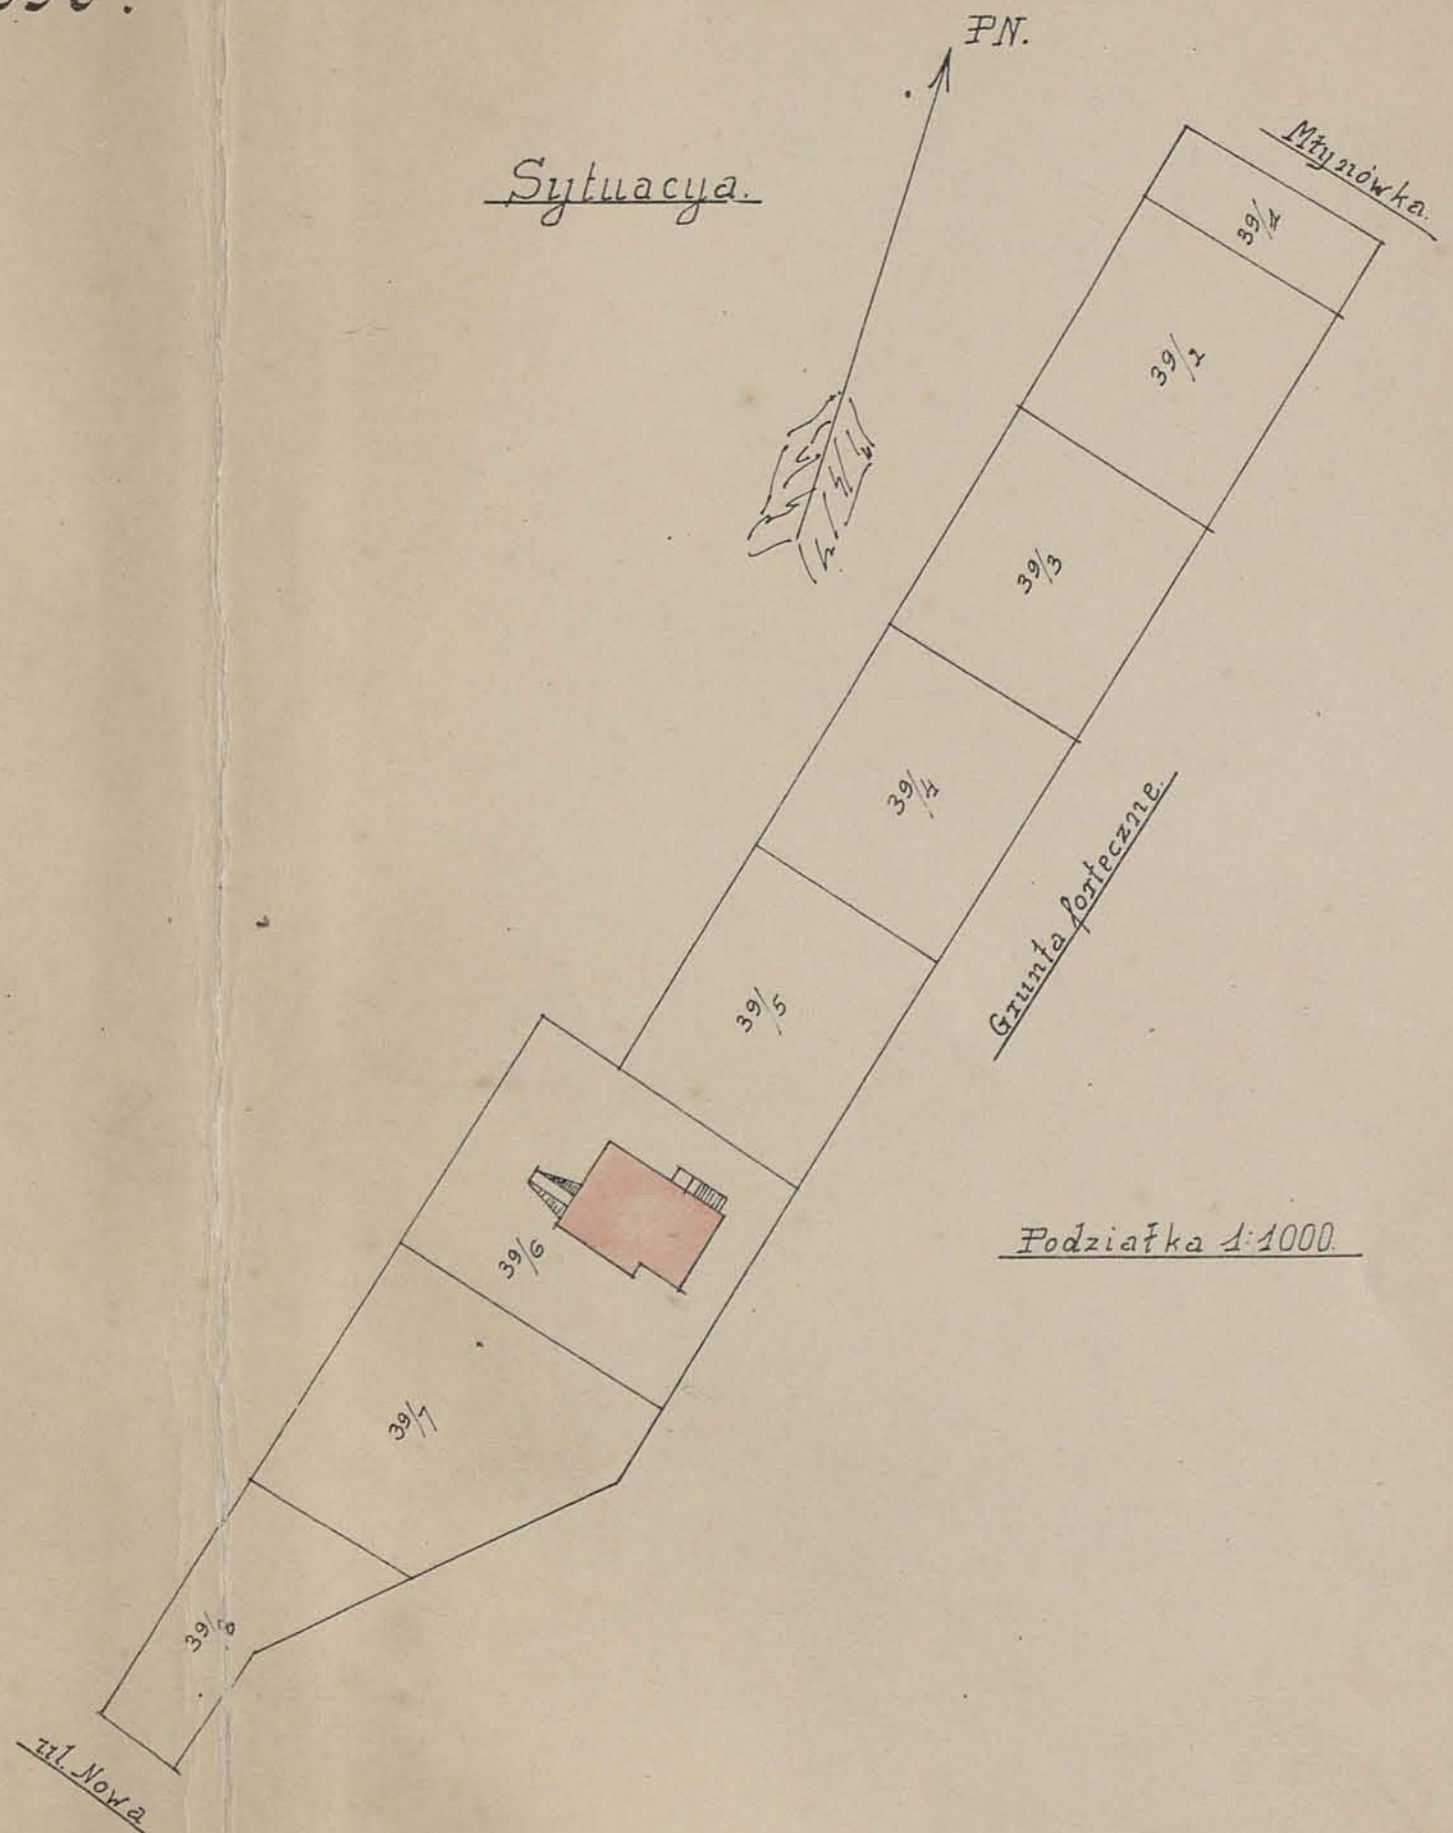 PN.
Sytuacya.
Młynówka.
39/1
39/2
39/3
39/4
Grunta forteczne.
39/5
39/6
Podziałka 1:1000.
39/7
39/8
ul. Nowa